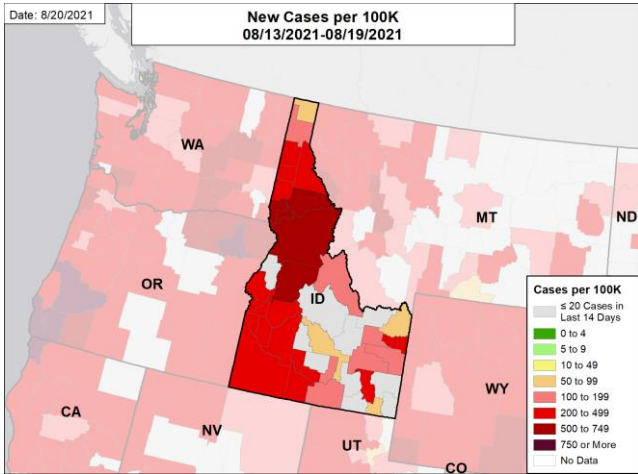 Date: 8/20/2021
New Cases per 100K
08/13/2021-08/19/2021
WA
MT
ND
OR
ID
WY
CA
NV
UT
CO
Cases per 100K
≤ 20 Cases in
Last 14 Days
0 to 4
5 to 9
10 to 49
50 to 99
100 to 199
200 to 499
500 to 749
750 or More
No Data